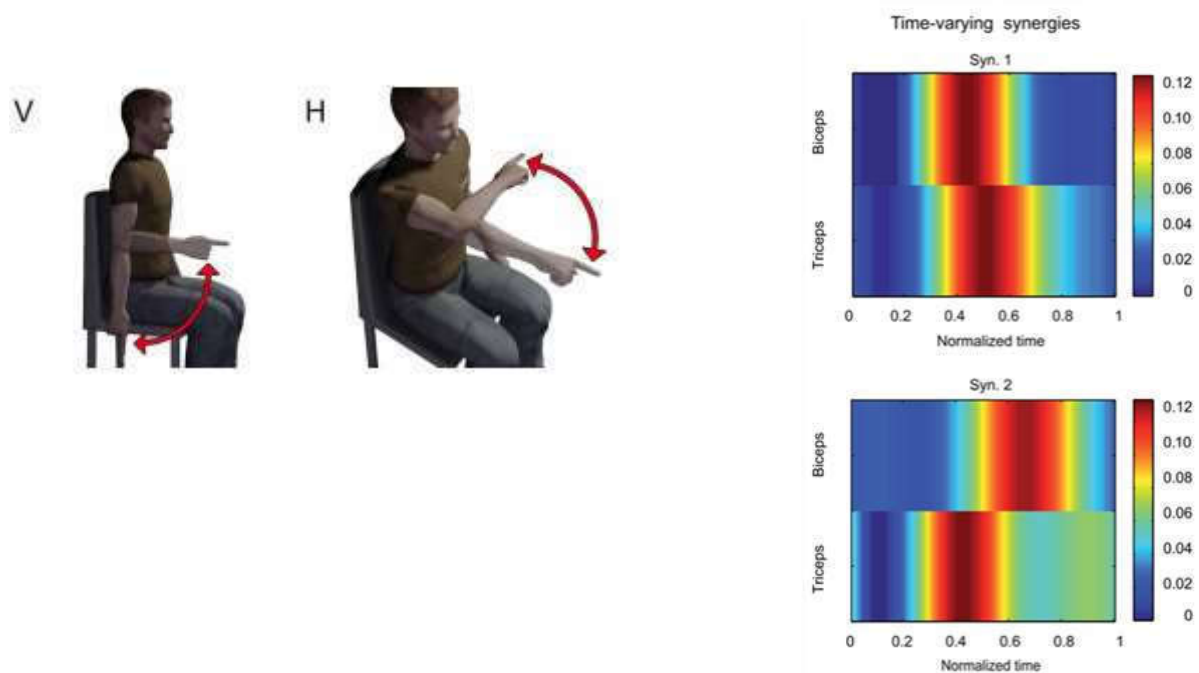 V
H
Time-varying synergies
Syn. 1
Biceps
Triceps
0.12
0.10
0.08
0.06
0.04
0.02
0
0 0.2 0.4 0.6 0.8 1
Normalized time
Syn. 2
Biceps
Triceps
0.12
0.10
0.08
0.06
0.04
0.02
0
0 0.2 0.4 0.6 0.8 1
Normalized time